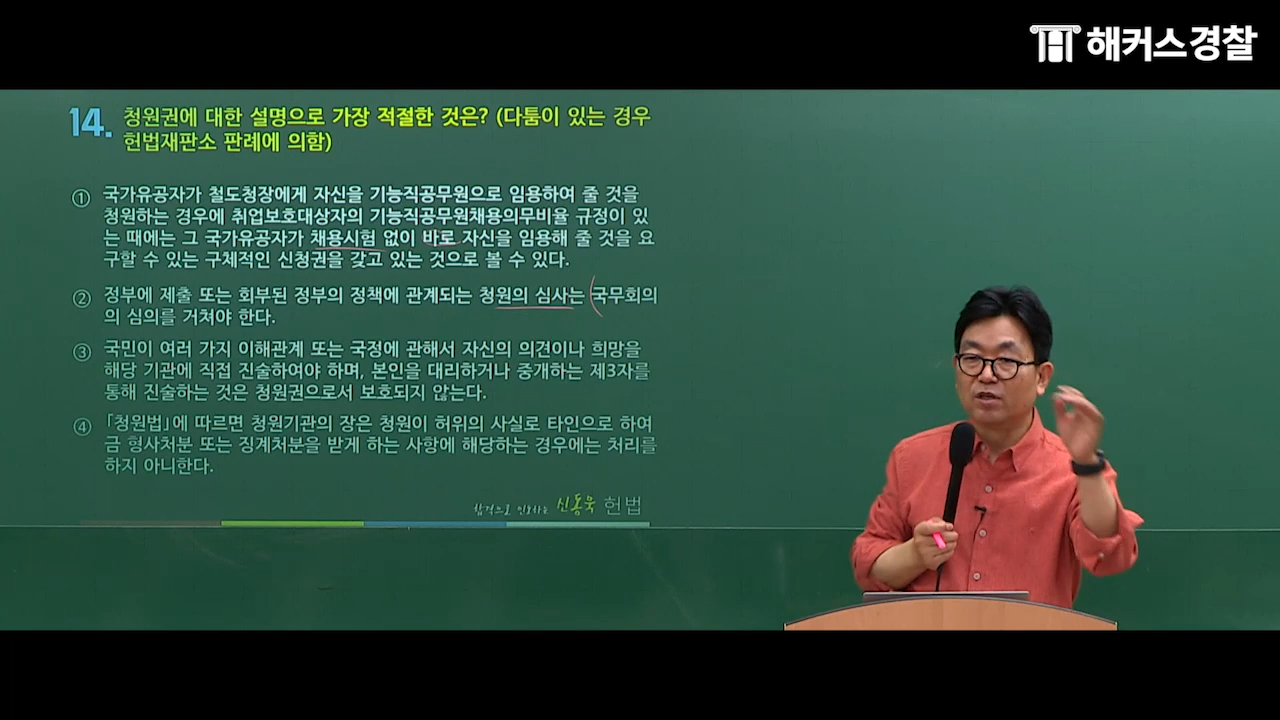 해커스경찰
14. 청원권에 대한 설명으로 가장 적절한 것은? (다툼이 있는 경우
헌법재판소 판례에 의함)
① 국가유공자가 철도청장에게 자신을 기능직공무원으로 임용하여 줄 것을
청원하는 경우에 취업보호대상자의 기능직공무원채용의무비율 규정이 있
는 때에는 그 국가유공자가 채용시험 없이 바로 자신을 임용해 줄 것을 요
구할 수 있는 구체적인 신청권을 갖고 있는 것으로 볼 수 있다.
② 정부에 제출 또는 회부된 정부의 정책에 관계되는 청원의 심사는 국무회의
의 심의를 거쳐야 한다.
③ 국민이 여러 가지 이해관계 또는 국정에 관해서 자신의 의견이나 희망을
해당 기관에 직접 진술하여야 하며, 본인을 대리하거나 중개하는 제3자를
통해 진술하는 것은 청원권으로서 보호되지 않는다.
④ 「청원법」에 따르면 청원기관의 장은 청원이 허위의 사실로 타인으로 하여
금 형사처분 또는 징계처분을 받게 하는 사항에 해당하는 경우에는 처리를
하지 아니한다.
합격으로 신동욱 헌법